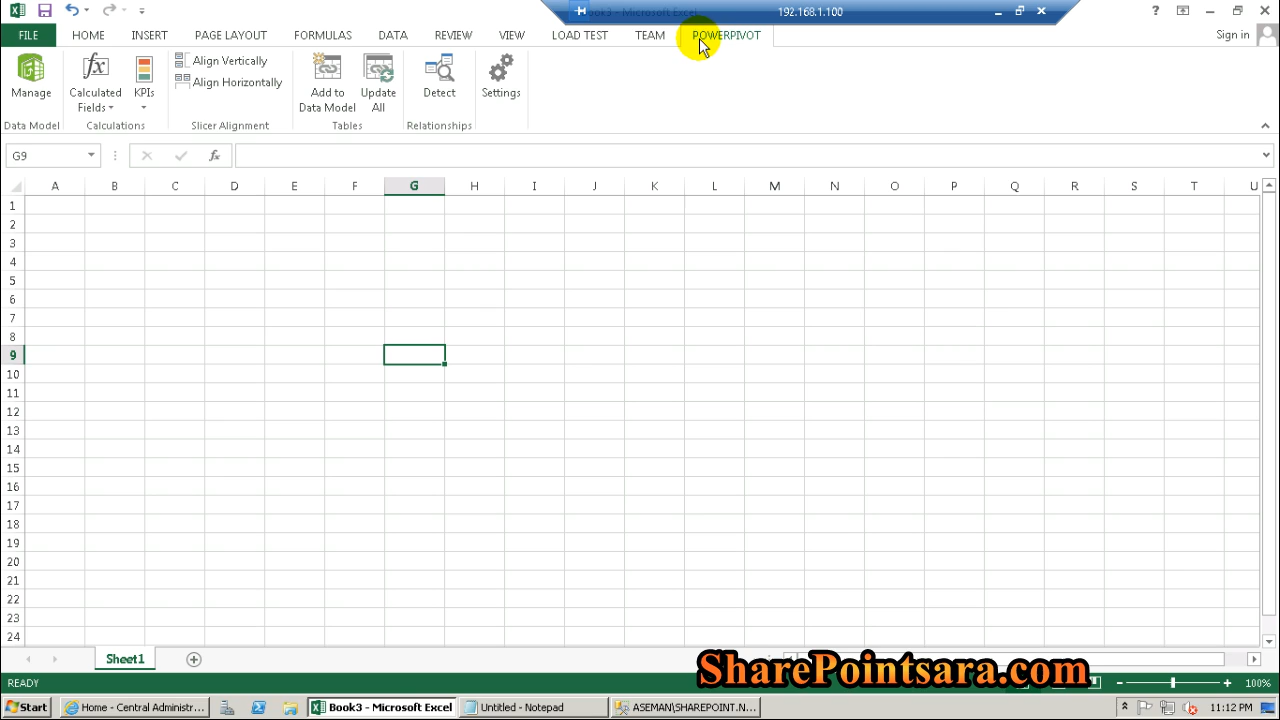 Book3 - Microsoft Excel
192.168.1.100
FILE HOME INSERT PAGE LAYOUT FORMULAS DATA REVIEW VIEW LOAD TEST TEAM POWERPIVOT Sign in
Manage
Calculated Fields
KPIs
Align Vertically
Align Horizontally
Add to Data Model
Update All
Detect
Settings
Data Model Calculations Slicer Alignment Tables Relationships
G9 fx
A B C D E F G H I J K L M N O P Q R S T U
1
2
3
4
5
6
7
8
9
10
11
12
13
14
15
16
17
18
19
20
21
22
23
24
Sheet1
SharePointsara.com
READY 100%
Start Home - Central Administr... Book3 - Microsoft Excel Untitled - Notepad ASEMAN\SHAREPOINT.N... 11:12 PM